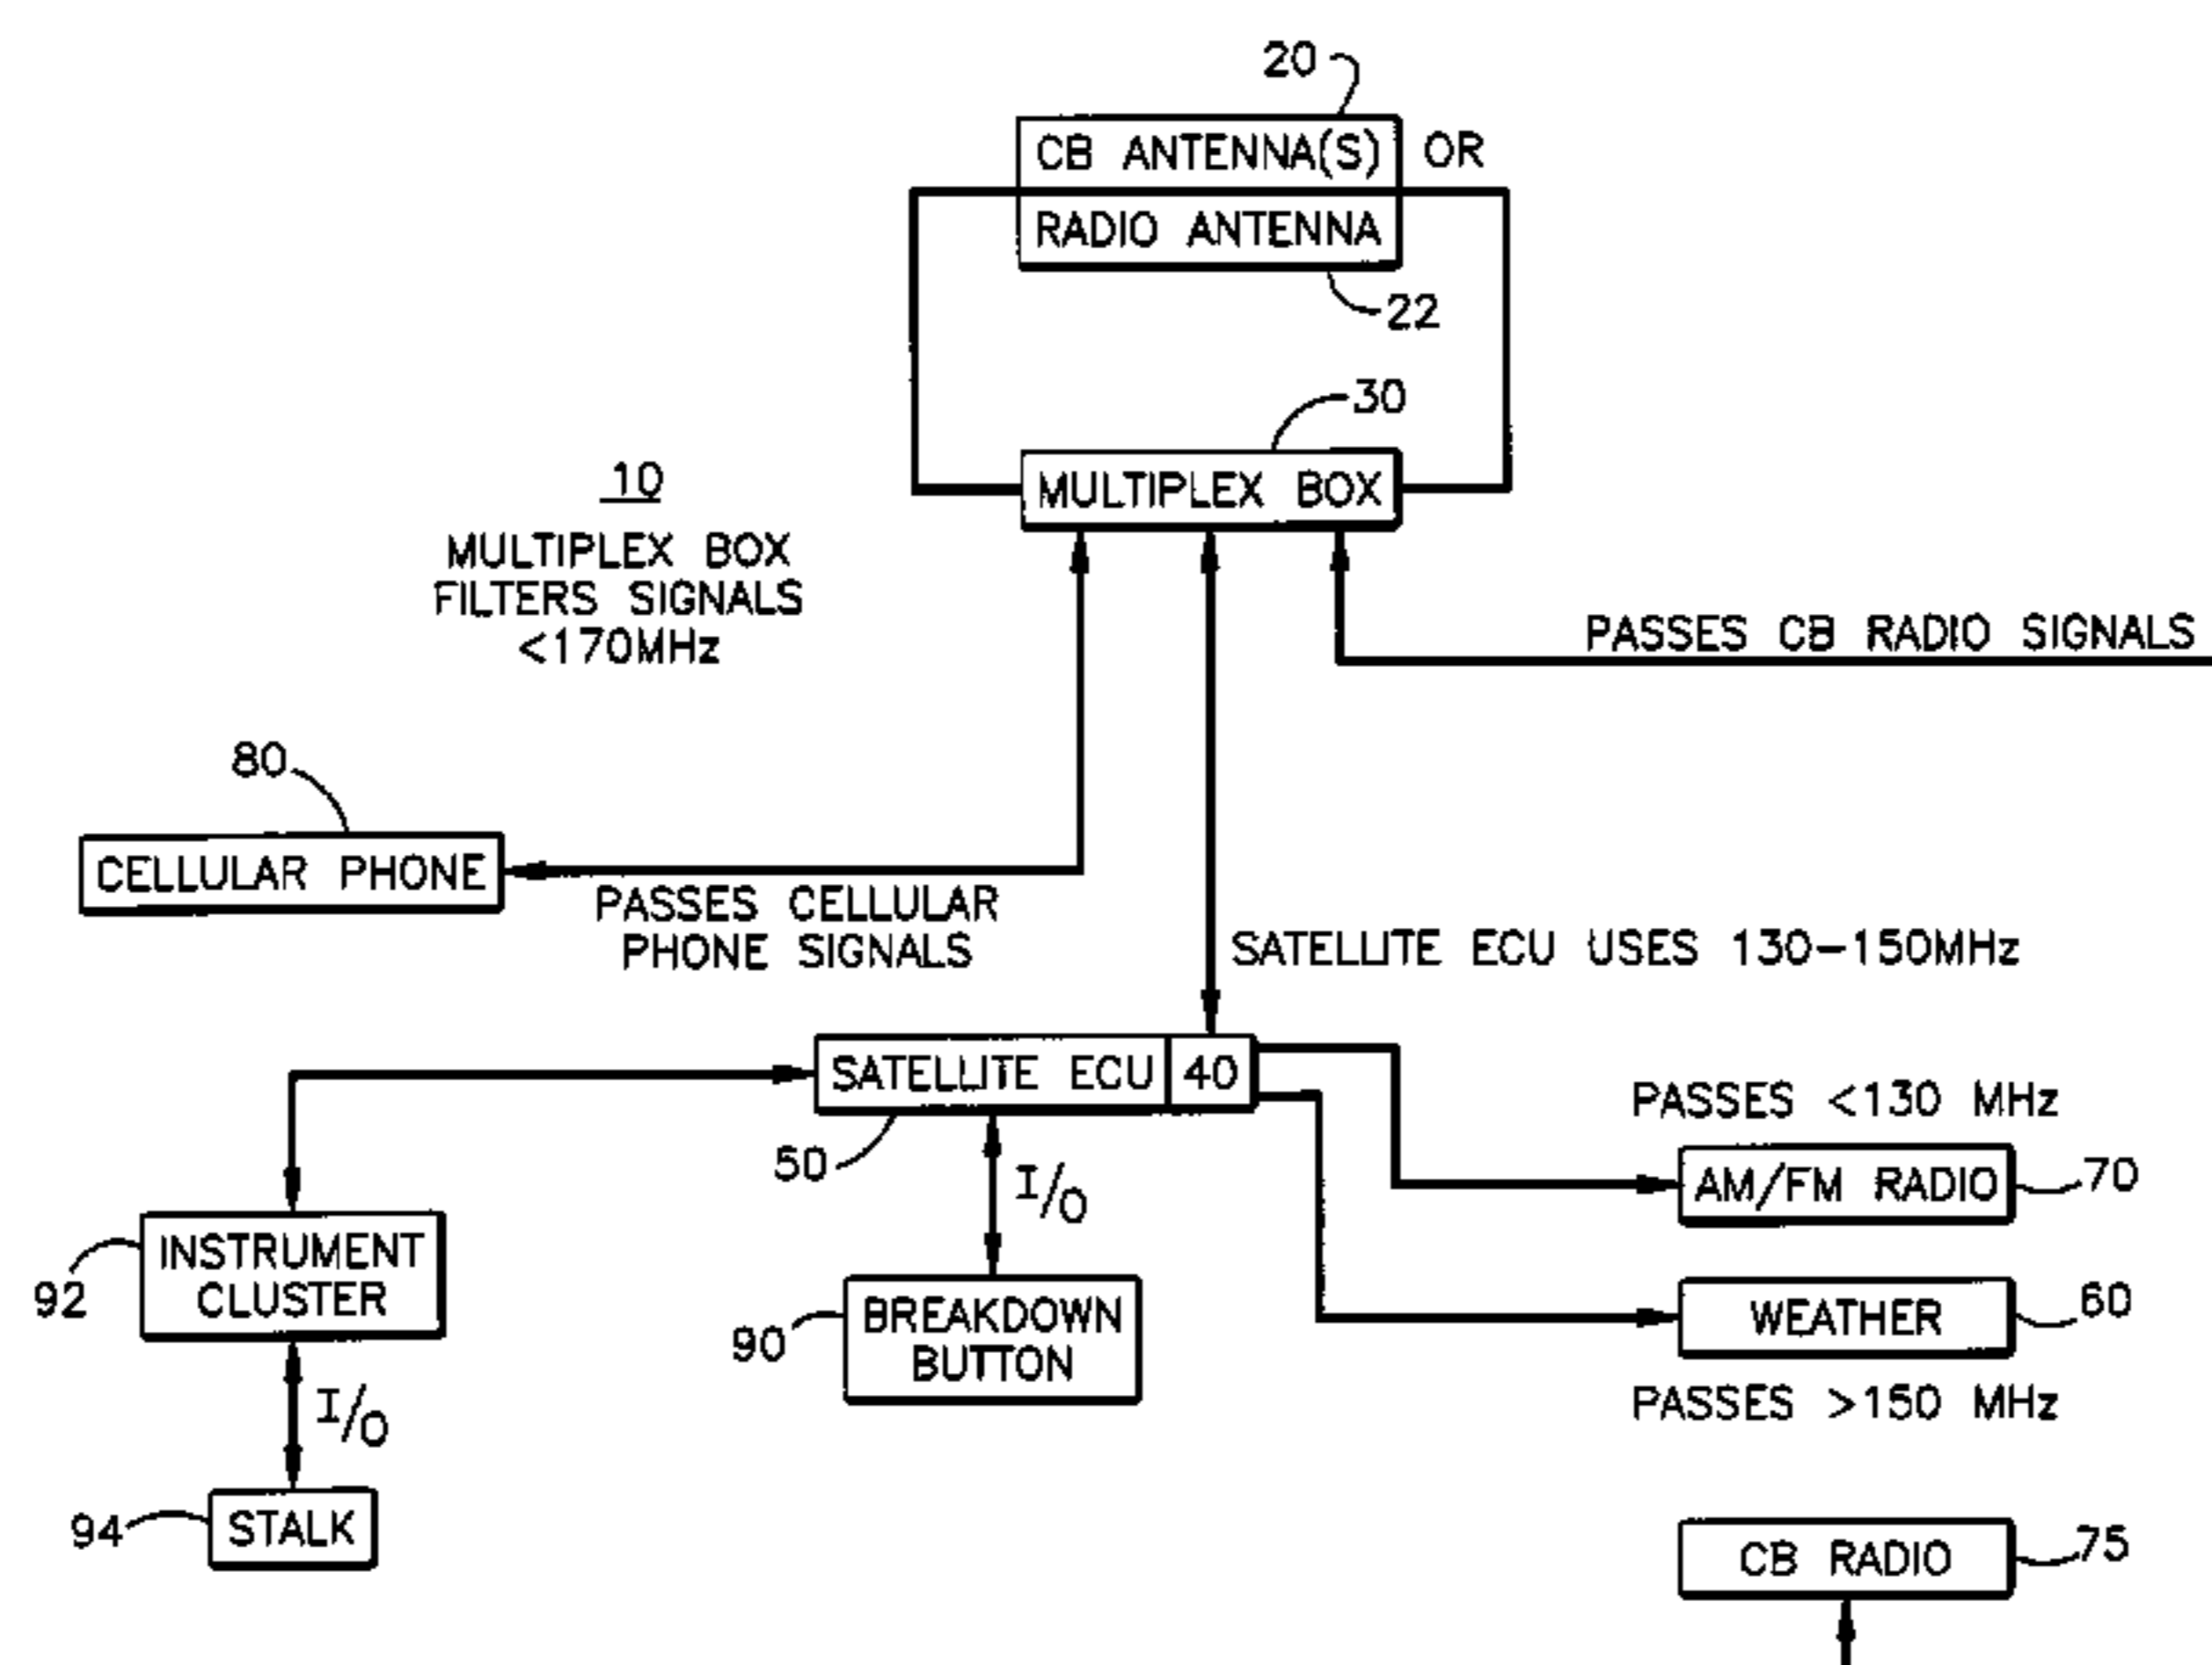 20
CB ANTENNA(S) OR
RADIO ANTENNA
22
30
MULTIPLEX BOX
10
MULTIPLEX BOX
FILTERS SIGNALS
<170MHz
PASSES CB RADIO SIGNALS
80
CELLULAR PHONE
PASSES CELLULAR
PHONE SIGNALS
SATELLITE ECU USES 130-150MHz
SATELLITE ECU 40
50
I/O
PASSES <130 MHz
AM/FM RADIO 70
92
INSTRUMENT
CLUSTER
90
BREAKDOWN
BUTTON
WEATHER 60
PASSES >150 MHz
I/O
94 STALK
CB RADIO 75